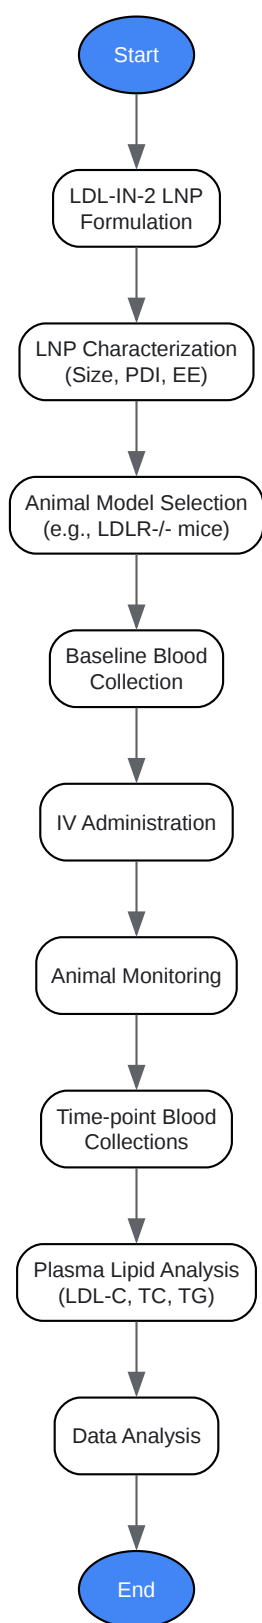 Start
LDL-IN-2 LNP
Formulation
LNP Characterization
(Size, PDI, EE)
Animal Model Selection
(e.g., LDLR-/- mice)
Baseline Blood
Collection
IV Administration
Animal Monitoring
Time-point Blood
Collections
Plasma Lipid Analysis
(LDL-C, TC, TG)
Data Analysis
End